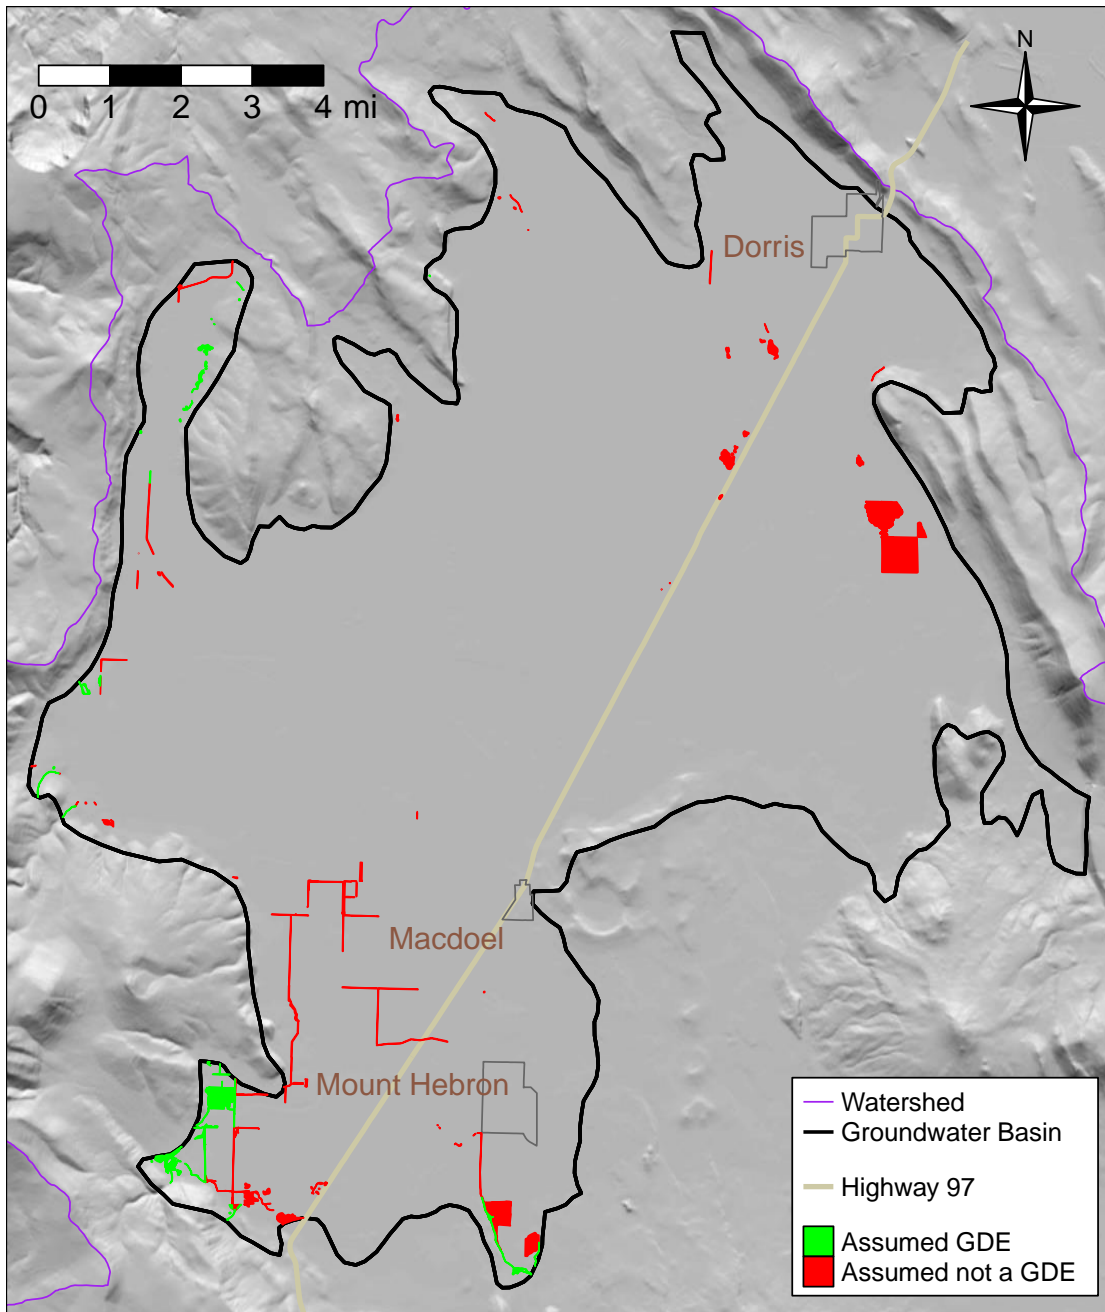 N
0 1 2 3 4 mi
Dorris
Macdoel
Mount Hebron
Watershed
Groundwater Basin
Highway 97
Assumed GDE
Assumed not a GDE